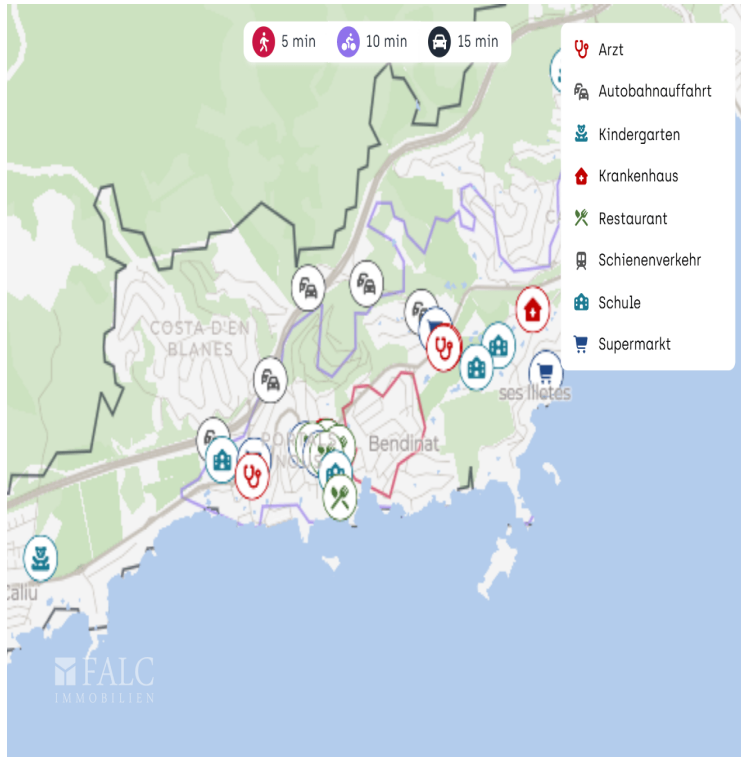 5 min
10 min
15 min
Arzt
Autobahnauffahrt
Kindergarten
Krankenhaus
Restaurant
Schienenverkehr
Schule
Supermarkt
COSTA D'EN
BLANES
ses Illetes
Bendinat
Caliu
FALC
IMMOBILIEN